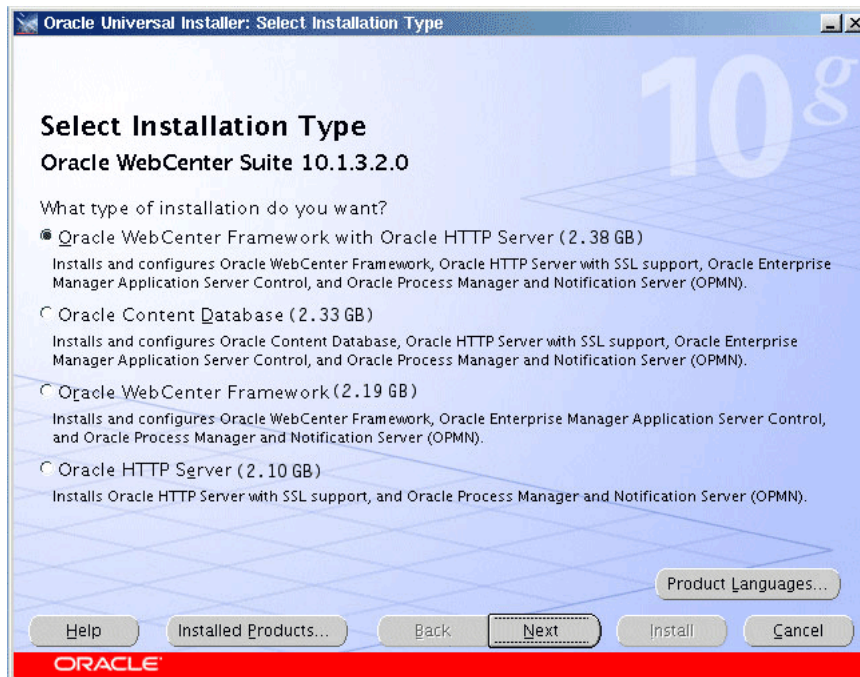 Oracle Universal Installer: Select Installation Type
10g
Select Installation Type
Oracle WebCenter Suite 10.1.3.2.0
What type of installation do you want?
Oracle WebCenter Framework with Oracle HTTP Server (2.38 GB)
Installs and configures Oracle WebCenter Framework, Oracle HTTP Server with SSL support, Oracle Enterprise
Manager Application Server Control, and Oracle Process Manager and Notification Server (OPMN).
Oracle Content Database (2.33 GB)
Installs and configures Oracle Content Database, Oracle HTTP Server with SSL support, Oracle Enterprise
Manager Application Server Control, and Oracle Process Manager and Notification Server (OPMN).
Oracle WebCenter Framework (2.19 GB)
Installs and configures Oracle WebCenter Framework, Oracle Enterprise Manager Application Server Control,
and Oracle Process Manager and Notification Server (OPMN).
Oracle HTTP Server (2.10 GB)
Installs Oracle HTTP Server with SSL support, and Oracle Process Manager and Notification Server (OPMN).
Product Languages...
Help Installed Products... Back Next Install Cancel
ORACLE